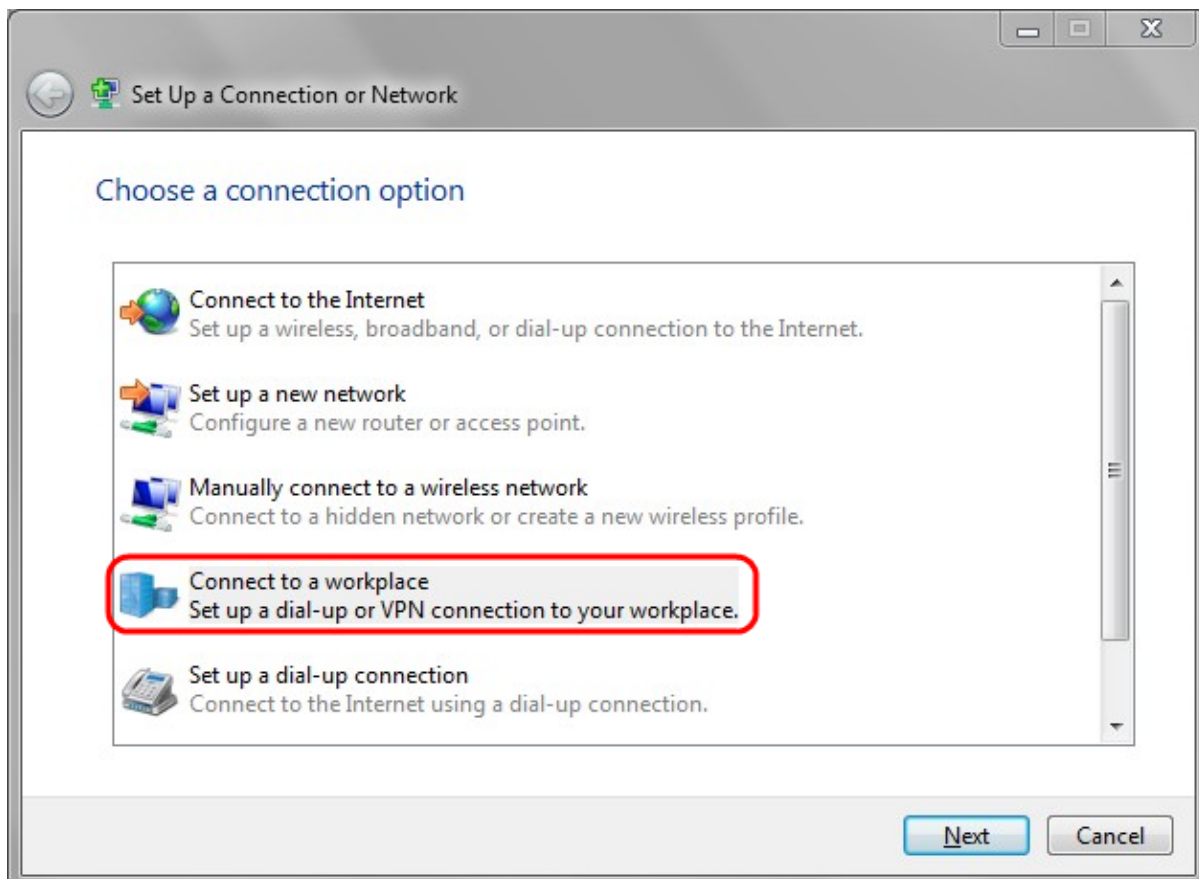 Set Up a Connection or Network
Choose a connection option
Connect to the Internet
Set up a wireless, broadband, or dial-up connection to the Internet.
Set up a new network
Configure a new router or access point.
Manually connect to a wireless network
Connect to a hidden network or create a new wireless profile.
Connect to a workplace
Set up a dial-up or VPN connection to your workplace.
Set up a dial-up connection
Connect to the Internet using a dial-up connection.
Next Cancel